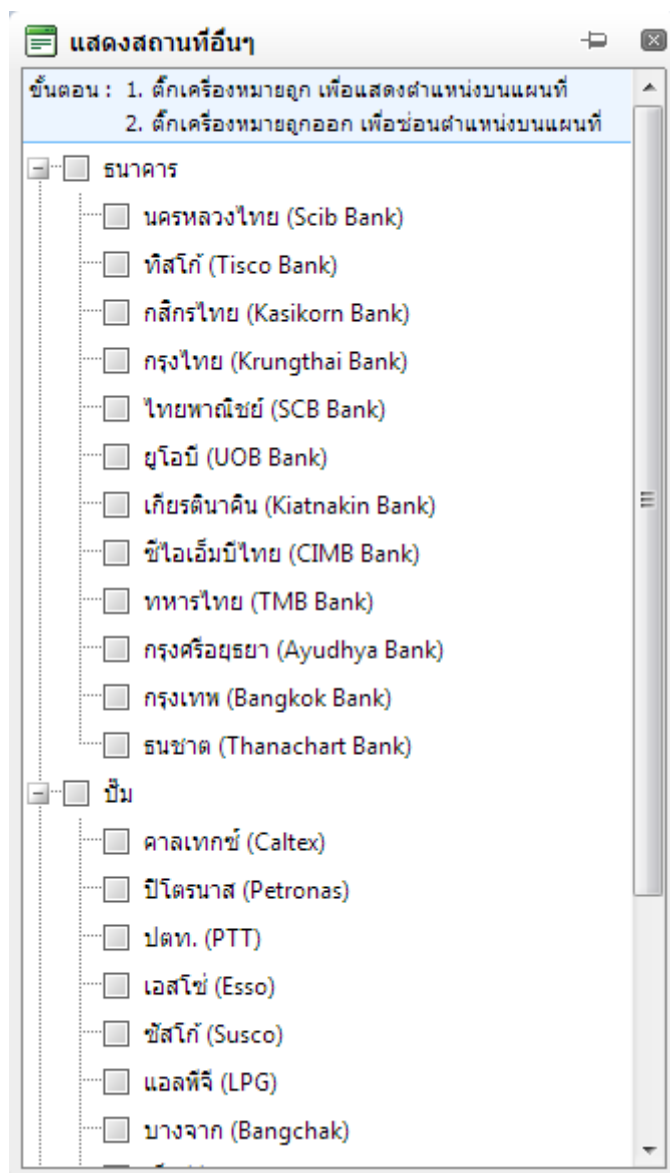 แสดงสถานที่อื่นๆ
ขั้นตอน : 1. ติ๊กเครื่องหมายถูก เพื่อแสดงตำแหน่งบนแผนที่
2. ติ๊กเครื่องหมายถูกออก เพื่อซ่อนตำแหน่งบนแผนที่
ธนาคาร
นครหลวงไทย (Scib Bank)
ทิสโก้ (Tisco Bank)
กสิกรไทย (Kasikorn Bank)
กรุงไทย (Krungthai Bank)
ไทยพาณิชย์ (SCB Bank)
ยูโอบี (UOB Bank)
เกียรตินาคิน (Kiatnakin Bank)
ซีไอเอ็มบีไทย (CIMB Bank)
ทหารไทย (TMB Bank)
กรุงศรีอยุธยา (Ayudhya Bank)
กรุงเทพ (Bangkok Bank)
ธนชาต (Thanachart Bank)
ปั๊ม
คาลเทกซ์ (Caltex)
ปิโตรนาส (Petronas)
ปตท. (PTT)
เอสโซ่ (Esso)
ซัสโก้ (Susco)
แอลพีจี (LPG)
บางจาก (Bangchak)